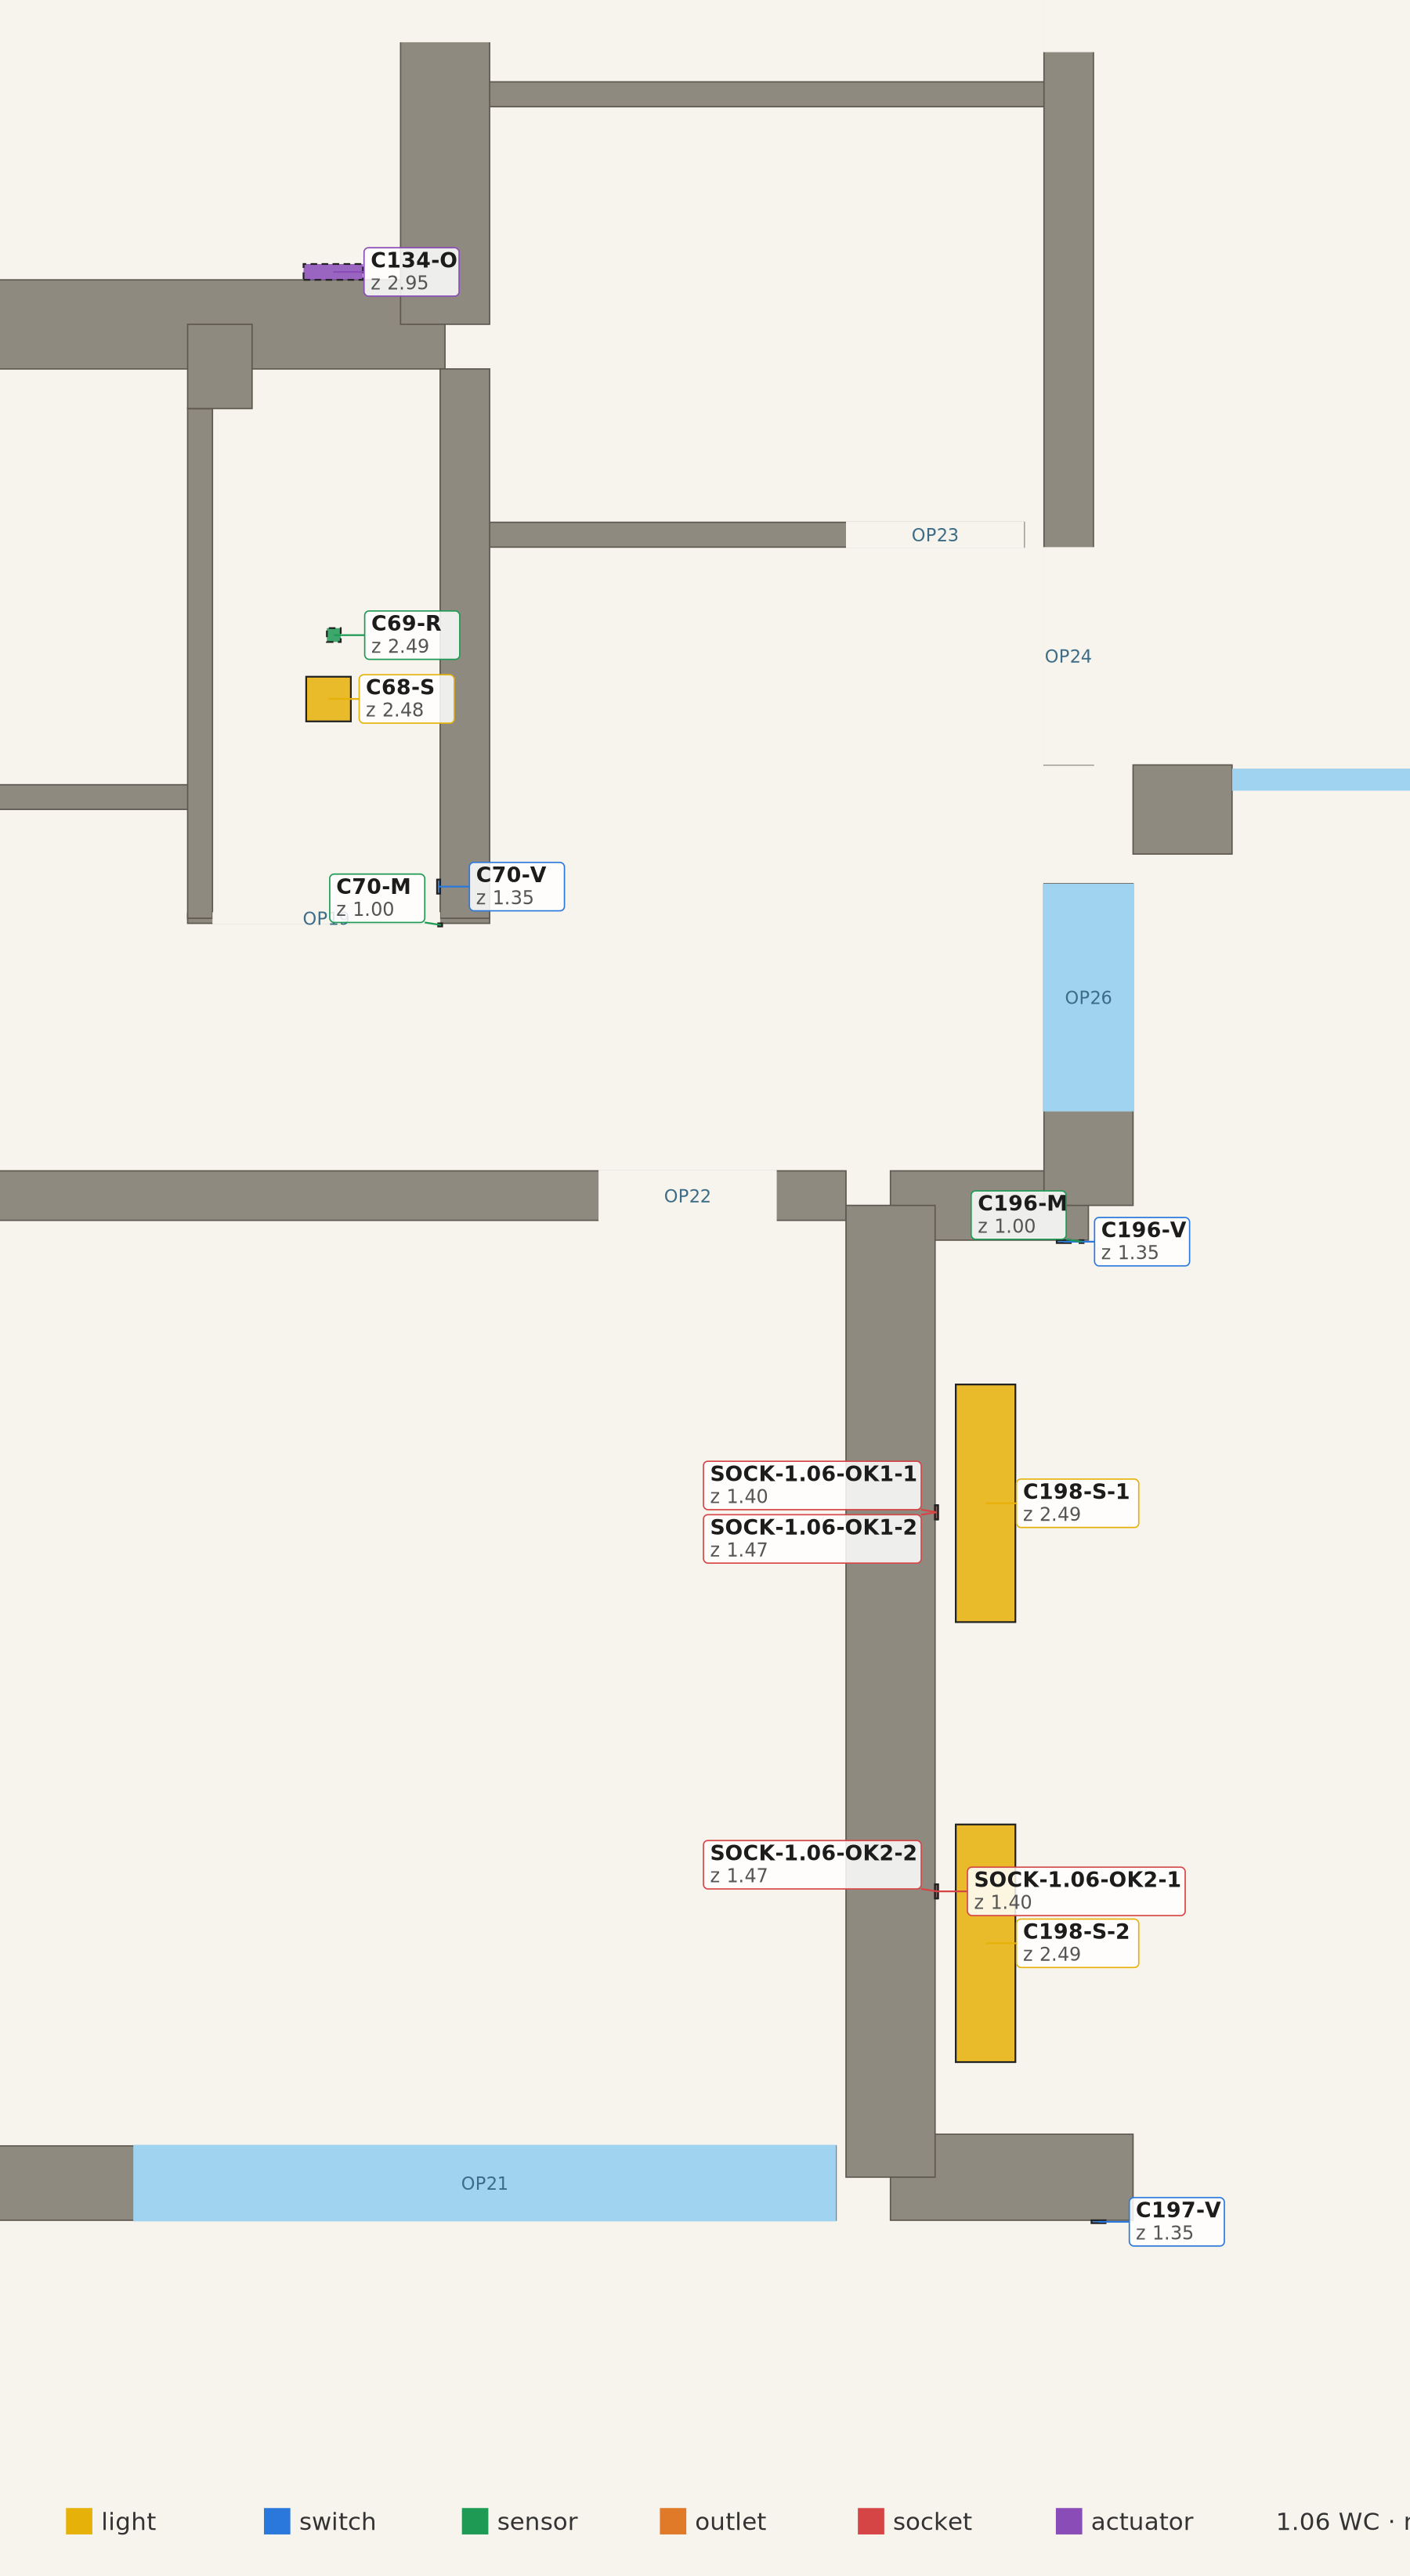 C134-O
z 2.95
OP23
C69-R
z 2.49
OP24
C68-S
z 2.48
C70-V
z 1.35
C70-M
z 1.00
OP26
OP22
C196-M
z 1.00
C196-V
z 1.35
SOCK-1.06-OK1-1
z 1.40
C198-S-1
z 2.49
SOCK-1.06-OK1-2
z 1.47
SOCK-1.06-OK2-2
z 1.47
SOCK-1.06-OK2-1
z 1.40
C198-S-2
z 2.49
OP21
C197-V
z 1.35
light
switch
sensor
outlet
socket
actuator
1.06 WC ·